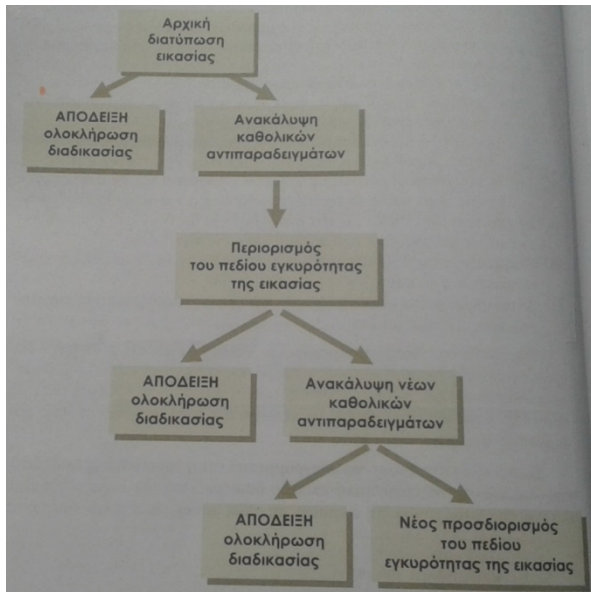 Αρχική
διατύπωση
εικασίας
ΑΠΟΔΕΙΞΗ
ολοκλήρωση
διαδικασίας
Ανακάλυψη
καθολικών
αντιπαραδειγμάτων
Περιορισμός
του πεδίου εγκυρότητας
της εικασίας
ΑΠΟΔΕΙΞΗ
ολοκλήρωση
διαδικασίας
Ανακάλυψη νέων
καθολικών
αντιπαραδειγμάτων
ΑΠΟΔΕΙΞΗ
ολοκλήρωση
διαδικασίας
Νέος προσδιορισμός
του πεδίου
εγκυρότητας της εικασίας